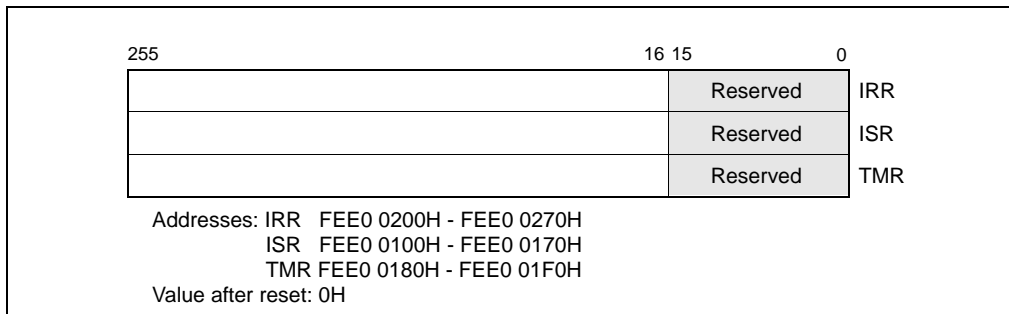 255 16 15 0
Reserved IRR
Reserved ISR
Reserved TMR
Addresses: IRR FEE0 0200H - FEE0 0270H
ISR FEE0 0100H - FEE0 0170H
TMR FEE0 0180H - FEE0 01F0H
Value after reset: 0H